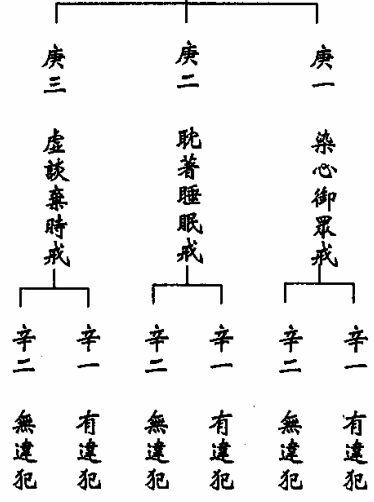 庚一 染心御眾戒
辛一 有違犯
辛二 無違犯
庚二 耽著睡眠戒
辛一 有違犯
辛二 無違犯
庚三 虛談棄時戒
辛一 有違犯
辛二 無違犯